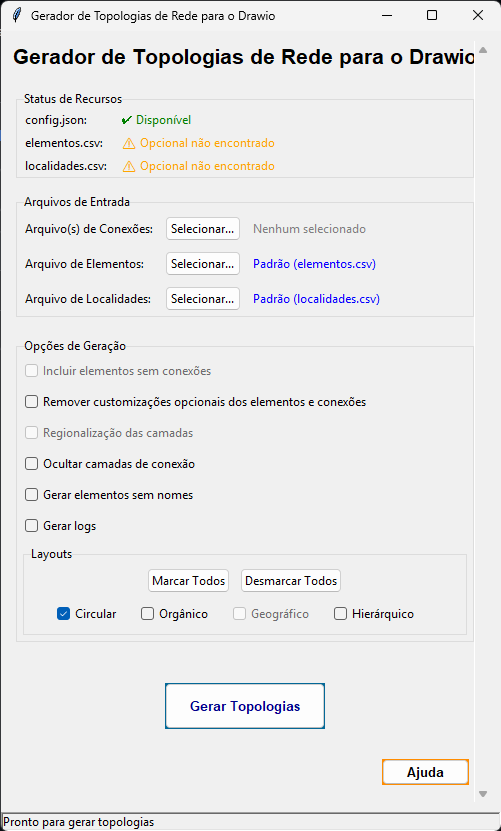 Gerador de Topologias de Rede para o Drawio
Gerador de Topologias de Rede para o Drawio
Status de Recursos
config.json: ✔ Disponível
elementos.csv: ⚠ Opcional não encontrado
localidades.csv: ⚠ Opcional não encontrado
Arquivos de Entrada
Arquivo(s) de Conexões: Selecionar... Nenhum selecionado
Arquivo de Elementos: Selecionar... Padrão (elementos.csv)
Arquivo de Localidades: Selecionar... Padrão (localidades.csv)
Opções de Geração
Incluir elementos sem conexões
Remover customizações opcionais dos elementos e conexões
Regionalização das camadas
Ocultar camadas de conexão
Gerar elementos sem nomes
Gerar logs
Layouts
Marcar Todos Desmarcar Todos
Circular Orgânico Geográfico Hierárquico
Gerar Topologias
Ajuda
Pronto para gerar topologias